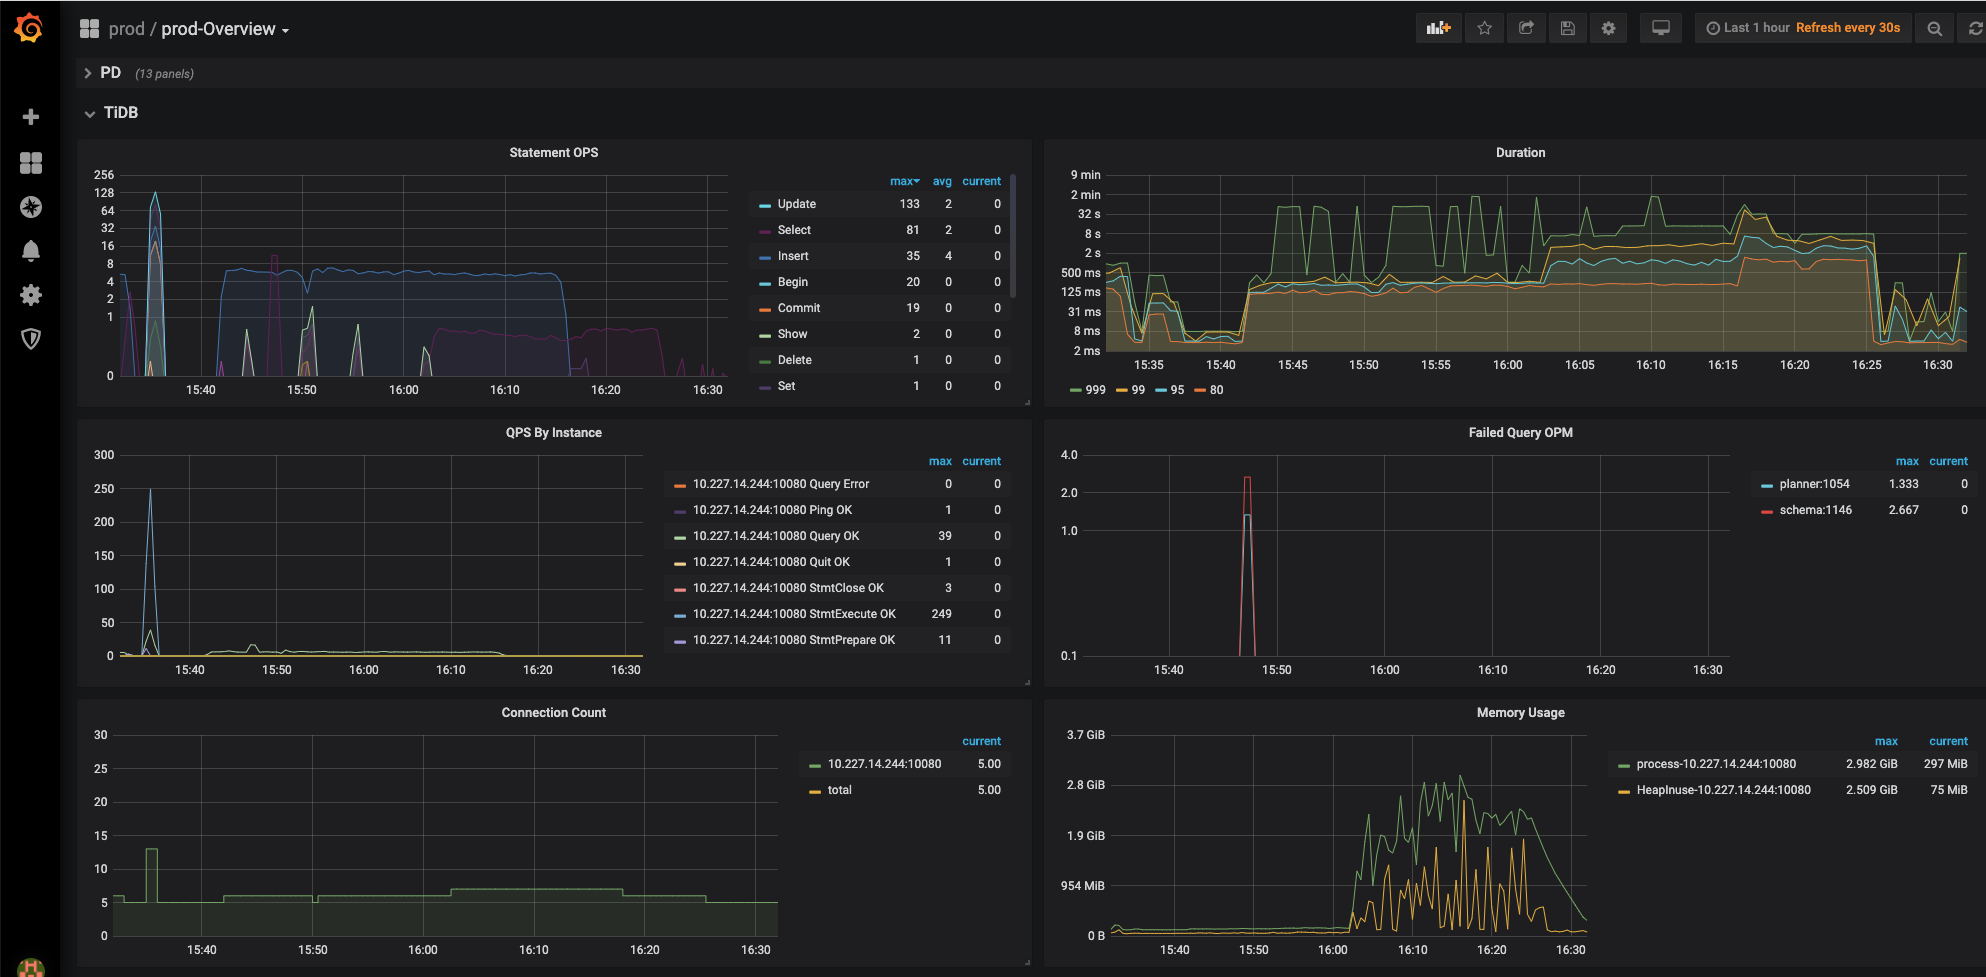 prod / prod-Overview
Last 1 hour Refresh every 30s
PD (13 panels)
TiDB
Statement OPS
256
128
64
32
16
8
4
2
1
0
15:40 15:50 16:00 16:10 16:20 16:30
max avg current
Update 133 2 0
Select 81 2 0
Insert 35 4 0
Begin 20 0 0
Commit 19 0 0
Show 2 0 0
Delete 1 0 0
Set 1 0 0
Duration
9 min
2 min
32 s
8 s
2 s
500 ms
125 ms
31 ms
8 ms
2 ms
15:35 15:40 15:45 15:50 15:55 16:00 16:05 16:10 16:15 16:20 16:25 16:30
999 99 95 80
QPS By Instance
300
250
200
150
100
50
0
15:40 15:50 16:00 16:10 16:20 16:30
max current
10.227.14.244:10080 Query Error 0 0
10.227.14.244:10080 Ping OK 1 0
10.227.14.244:10080 Query OK 39 0
10.227.14.244:10080 Quit OK 1 0
10.227.14.244:10080 StmtClose OK 3 0
10.227.14.244:10080 StmtExecute OK 249 0
10.227.14.244:10080 StmtPrepare OK 11 0
Failed Query OPM
4.0
2.0
1.0
0.1
15:40 15:50 16:00 16:10 16:20 16:30
max current
planner:1054 1.333 0
schema:1146 2.667 0
Connection Count
30
25
20
15
10
5
0
15:40 15:50 16:00 16:10 16:20 16:30
current
10.227.14.244:10080 5.00
total 5.00
Memory Usage
3.7 GiB
2.8 GiB
1.9 GiB
954 MiB
0 B
15:40 15:50 16:00 16:10 16:20 16:30
max current
process-10.227.14.244:10080 2.982 GiB 297 MiB
HeapInuse-10.227.14.244:10080 2.509 GiB 75 MiB